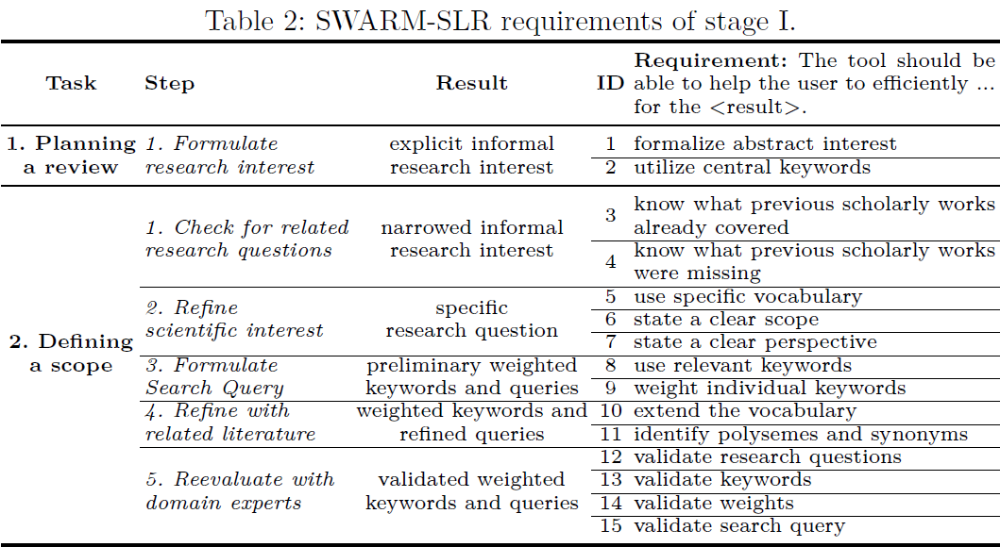 Table 2: SWARM-SLR requirements of stage I.
Task Step Result ID Requirement: The tool should be
able to help the user to efficiently ...
for the <result>.
1. Planning
a review
1. Formulate
research interest
explicit informal
research interest
1 formalize abstract interest
2 utilize central keywords
2. Defining
a scope
1. Check for related
research questions
narrowed informal
research interest
3 know what previous scholarly works
already covered
4 know what previous scholarly works
were missing
2. Refine
scientific interest
specific
research question
5 use specific vocabulary
6 state a clear scope
7 state a clear perspective
3. Formulate
Search Query
preliminary weighted
keywords and queries
8 use relevant keywords
9 weight individual keywords
4. Refine with
related literature
weighted keywords and
refined queries
10 extend the vocabulary
11 identify polysemes and synonyms
5. Reevaluate with
domain experts
validated weighted
keywords and queries
12 validate research questions
13 validate keywords
14 validate weights
15 validate search query